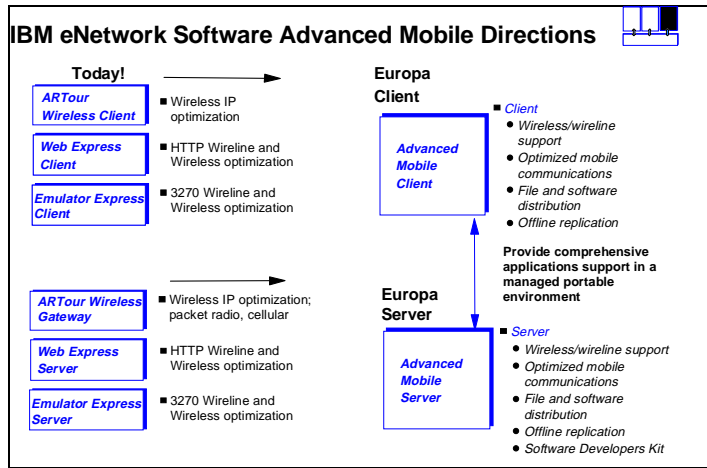 IBM eNetwork Software Advanced Mobile Directions
Today!
ARTour
Wireless Client
■ Wireless IP
optimization
Web Express
Client
■ HTTP Wireline and
Wireless optimization
Emulator Express
Client
■ 3270 Wireline and
Wireless optimization
ARTour Wireless
Gateway
■ Wireless IP optimization;
packet radio, cellular
Web Express
Server
■ HTTP Wireline and
Wireless optimization
Emulator Express
Server
■ 3270 Wireline and
Wireless optimization
Europa
Client
Advanced
Mobile
Client
■ Client
● Wireless/wireline
support
● Optimized mobile
communications
● File and software
distribution
● Offline replication
Provide comprehensive
applications support in a
managed portable
environment
Europa
Server
Advanced
Mobile
Server
■ Server
● Wireless/wireline support
● Optimized mobile
communications
● File and software
distribution
● Offline replication
● Software Developers Kit